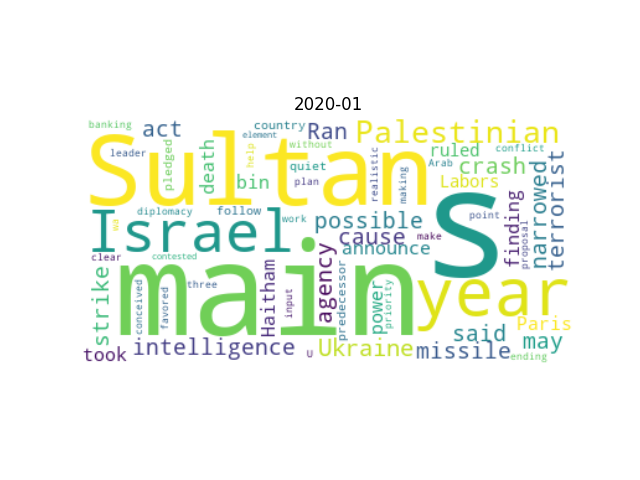 2020-01
banking
act
country
Ran
Palestinian
leader
element
without
ruled
conflict
pledged
death
help
quiet
realistic
Arab
crash
Sultan
bin
plan
making
Labors
narrowed
terrorist
diplomacy
follow
work
possible
S
point
finding
proposal
wa
Israel
cause
make
announce
clear
contested
main
year
strike
conceived
favored
three
Haitham
input
agency
predecessor
power
priority
Paris
said
may
took
intelligence
U
Ukraine
missile
ending